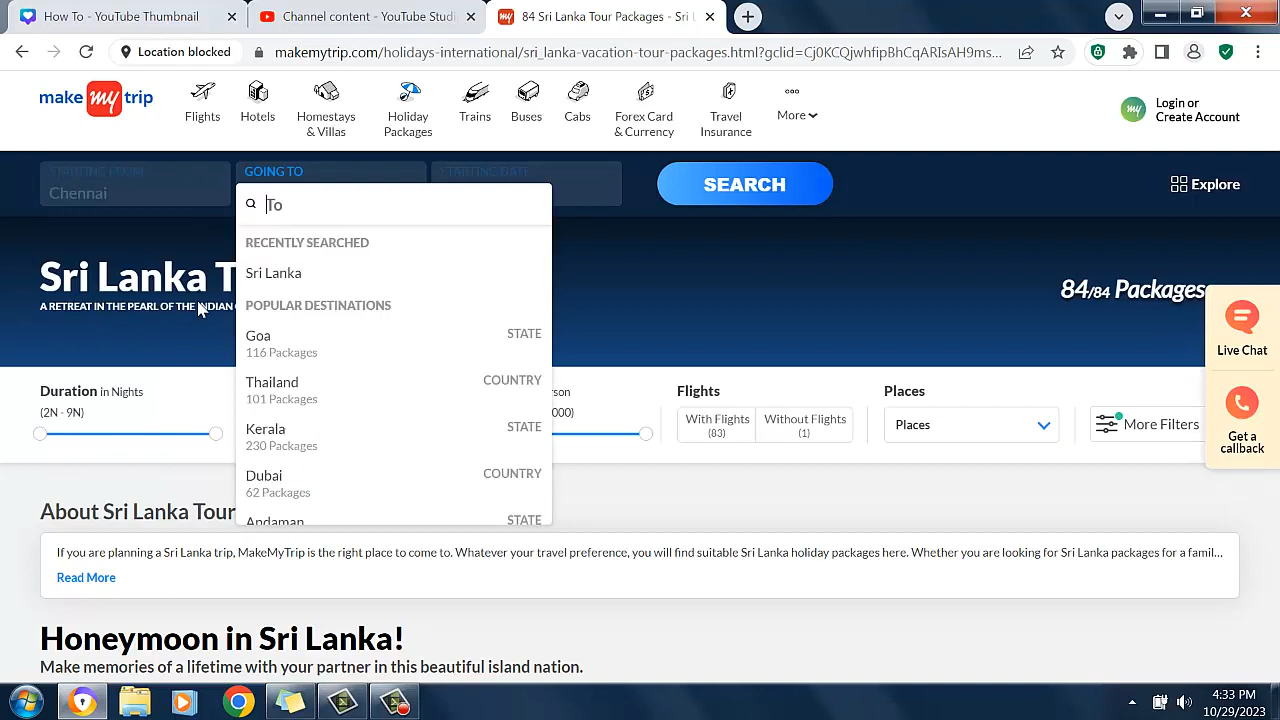 How To - YouTube Thumbnail
Channel content - YouTube Studi
84 Sri Lanka Tour Packages - Sri L
Location blocked
makemytrip.com/holidays-international/sri_lanka-vacation-tour-packages.html?gclid=Cj0KCQjwhfipBhCqARIsAH9ms...
make my trip
Flights
Hotels
Homestays & Villas
Holiday Packages
Trains
Buses
Cabs
Forex Card & Currency
Travel Insurance
More
my
Login or
Create Account
STARTING FROM
Chennai
GOING TO
STARTING DATE
SEARCH
Explore
To
RECENTLY SEARCHED
Sri Lanka
POPULAR DESTINATIONS
Goa STATE
116 Packages
Thailand COUNTRY
101 Packages
Kerala STATE
230 Packages
Dubai COUNTRY
62 Packages
Andaman STATE
Sri Lanka T
A RETREAT IN THE PEARL OF THE INDIAN
84/84 Packages
Live Chat
Get a
callback
Duration in Nights
(2N - 9N)
son
000)
Flights
With Flights
(83)
Without Flights
(1)
Places
Places
More Filters
About Sri Lanka Tour
If you are planning a Sri Lanka trip, MakeMyTrip is the right place to come to. Whatever your travel preference, you will find suitable Sri Lanka holiday packages here. Whether you are looking for Sri Lanka packages for a famil...
Read More
Honeymoon in Sri Lanka!
Make memories of a lifetime with your partner in this beautiful island nation.
4:33 PM
10/29/2023